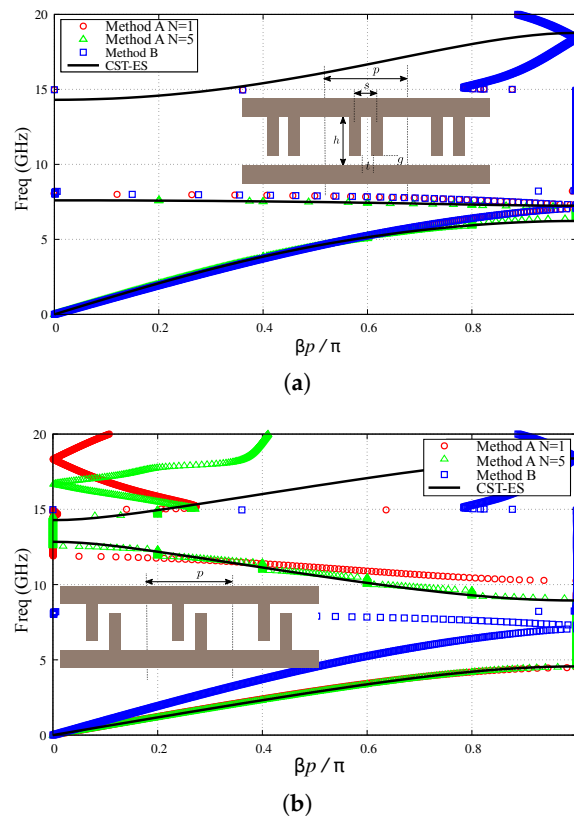 20
15
10
5
0
Freq (GHz)
Method A N=1
Method A N=5
Method B
CST-ES
p
s
h
t
g
0
0.2
0.4
0.6
0.8
βp / π
(a)
20
15
10
5
0
Freq (GHz)
Method A N=1
Method A N=5
Method B
CST-ES
p
0
0.2
0.4
0.6
0.8
βp / π
(b)